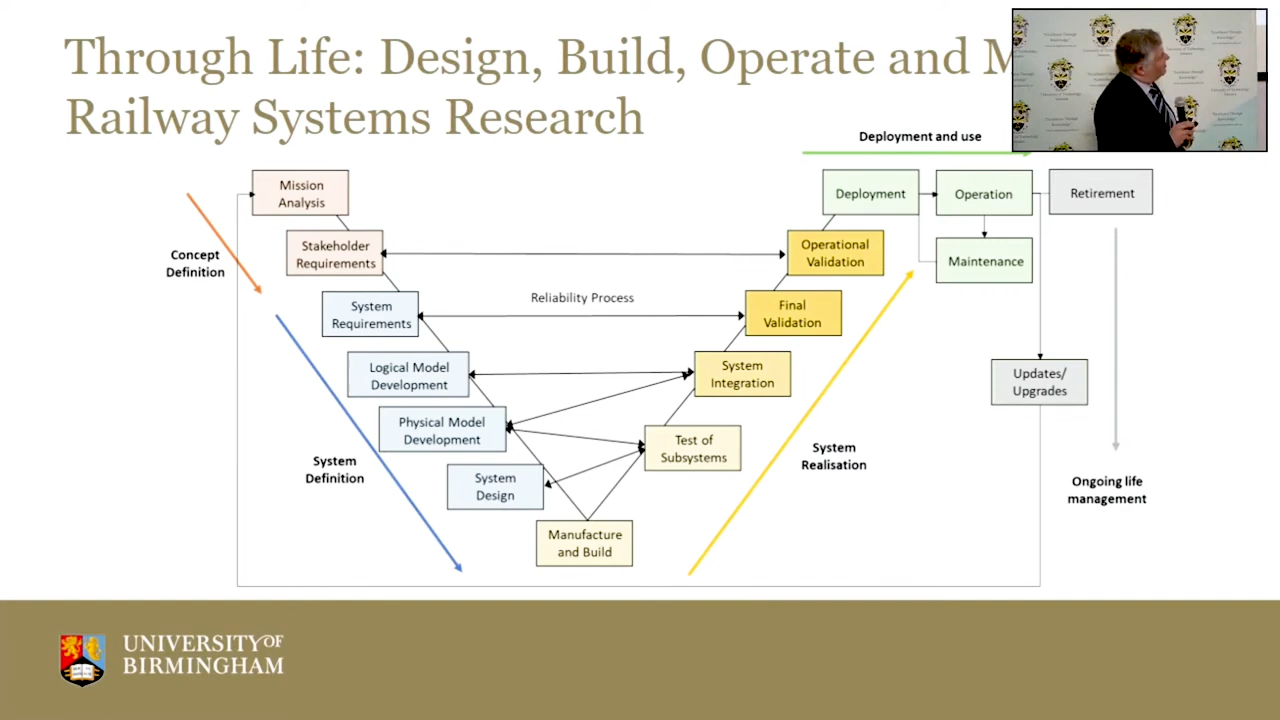 Through Life: Design, Build, Operate and M
Railway Systems Research
Deployment and use
Mission
Analysis
Deployment
Operation
Retirement
Stakeholder
Requirements
Operational
Validation
Maintenance
Concept
Definition
Reliability Process
System
Requirements
Final
Validation
Logical Model
Development
System
Integration
Updates/
Upgrades
Physical Model
Development
Test of
Subsystems
System
Definition
System
Realisation
System
Design
Ongoing life
management
Manufacture
and Build
UNIVERSITY OF
BIRMINGHAM